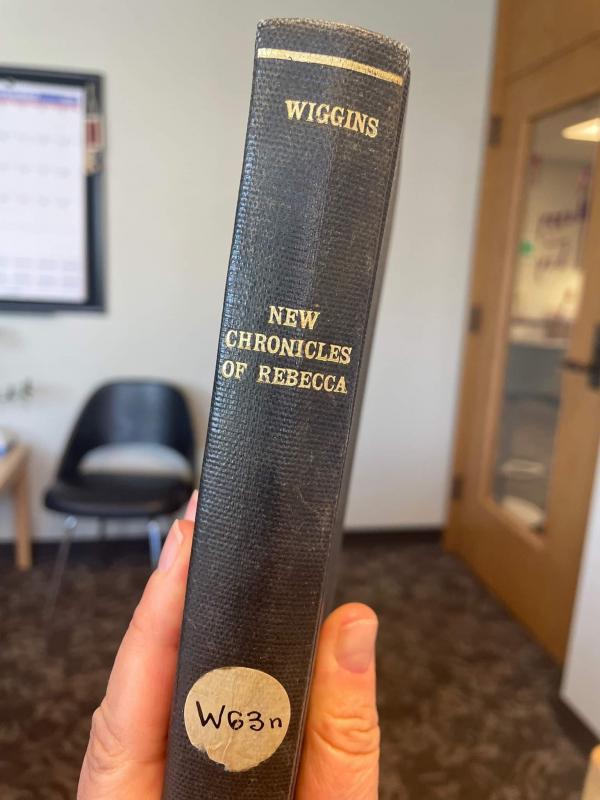 WIGGINS
NEW
CHRONICLES
OF REBECCA
W63n